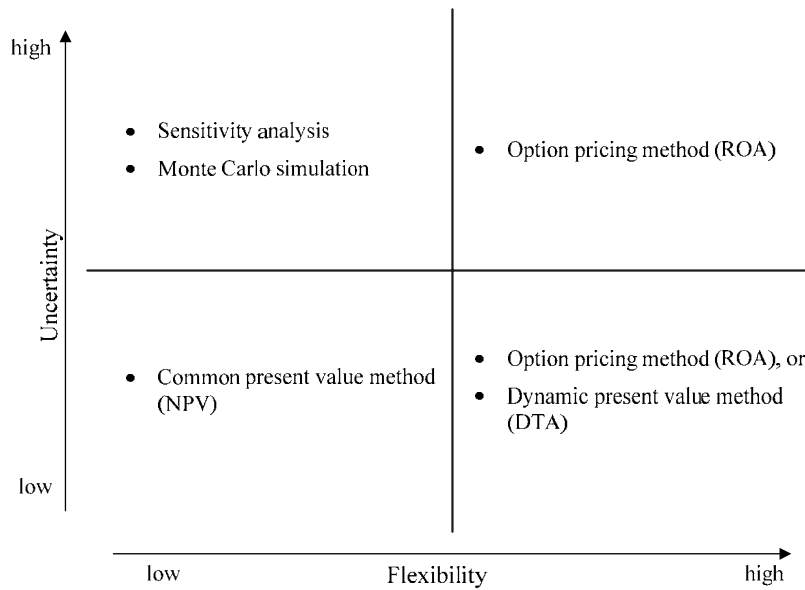 high
• Sensitivity analysis
• Monte Carlo simulation
• Option pricing method (ROA)
Uncertainty
• Common present value method
(NPV)
• Option pricing method (ROA), or
• Dynamic present value method
(DTA)
low
low
Flexibility
high